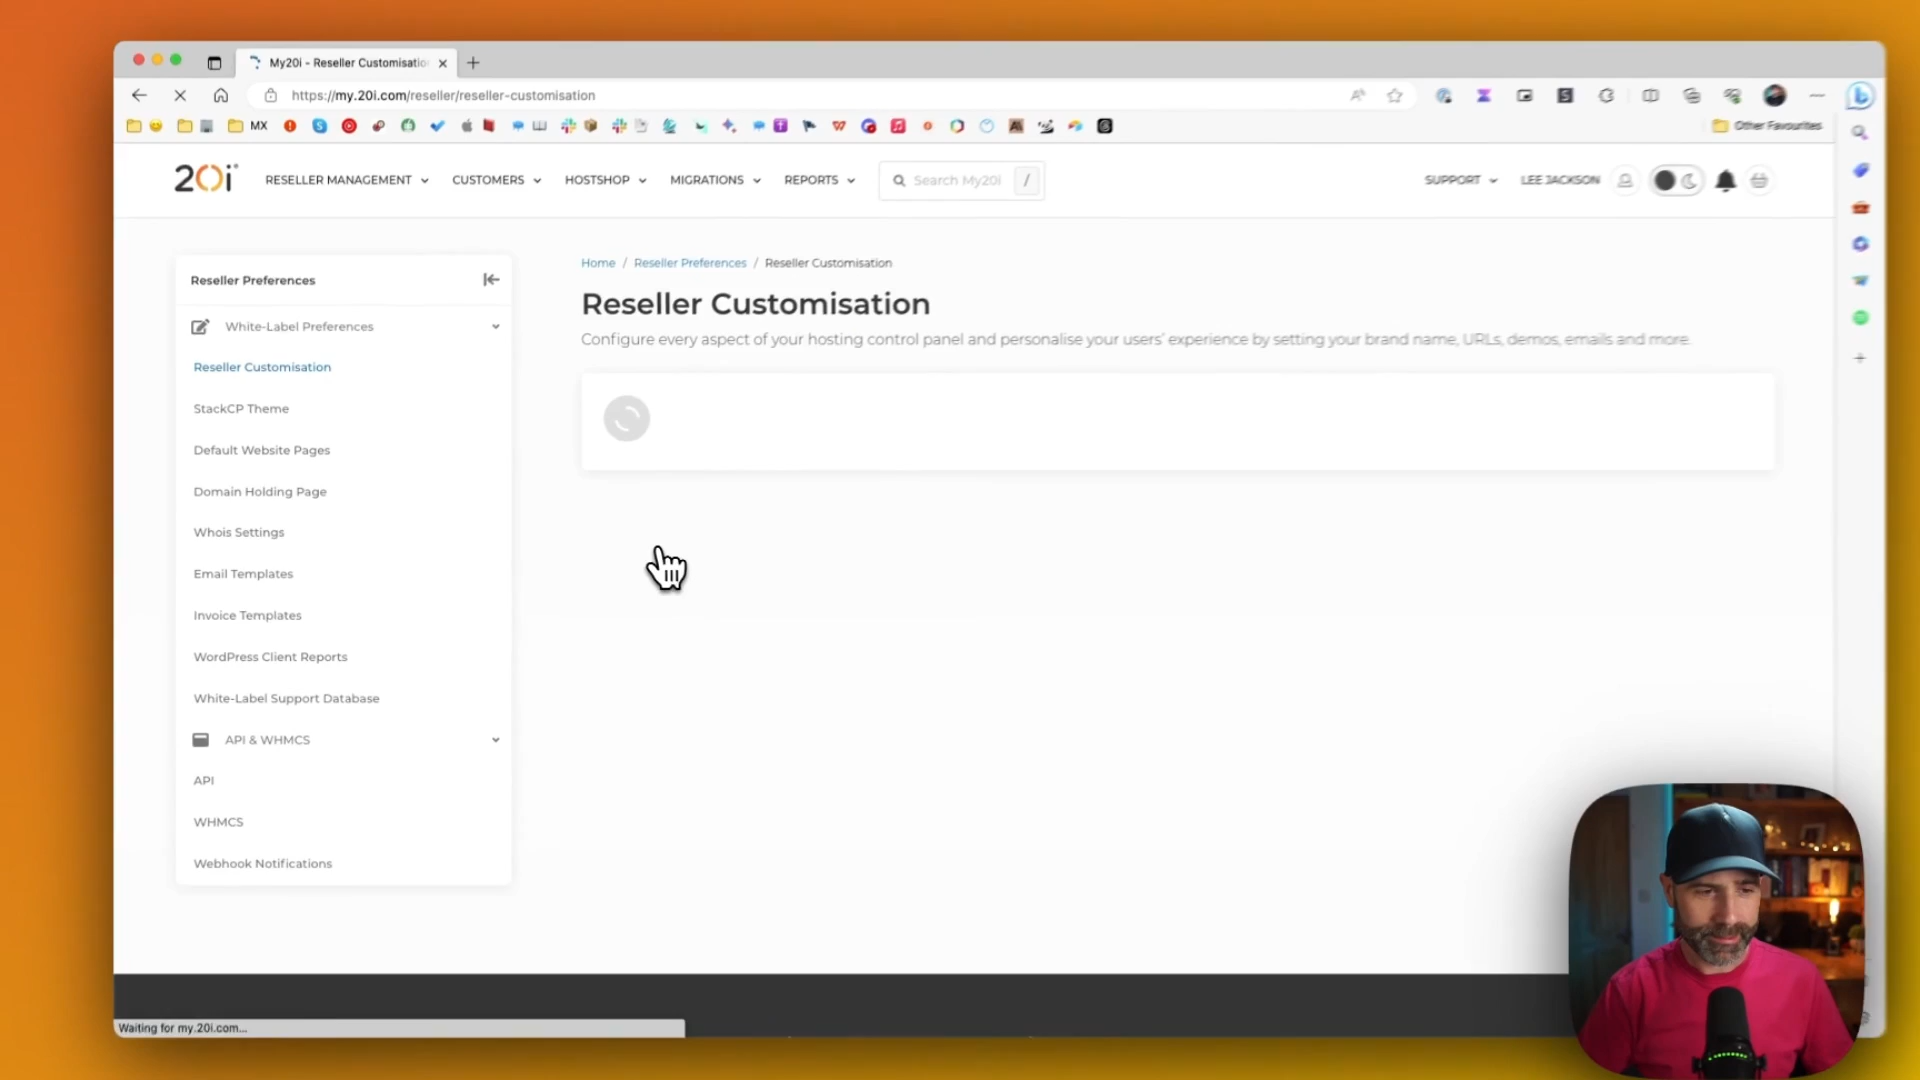 My20i - Reseller Customisatio
https://my.20i.com/reseller/reseller-customisation
MX
Other Favourites
20i
RESELLER MANAGEMENT
CUSTOMERS
HOSTSHOP
MIGRATIONS
REPORTS
Search My20i
/
SUPPORT
LEE JACKSON
Reseller Preferences
White-Label Preferences
Reseller Customisation
StackCP Theme
Default Website Pages
Domain Holding Page
Whois Settings
Email Templates
Invoice Templates
WordPress Client Reports
White-Label Support Database
API & WHMCS
API
WHMCS
Webhook Notifications
Home / Reseller Preferences / Reseller Customisation
Reseller Customisation
Configure every aspect of your hosting control panel and personalise your users' experience by setting your brand name, URLs, demos, emails and more.
Waiting for my.20i.com...